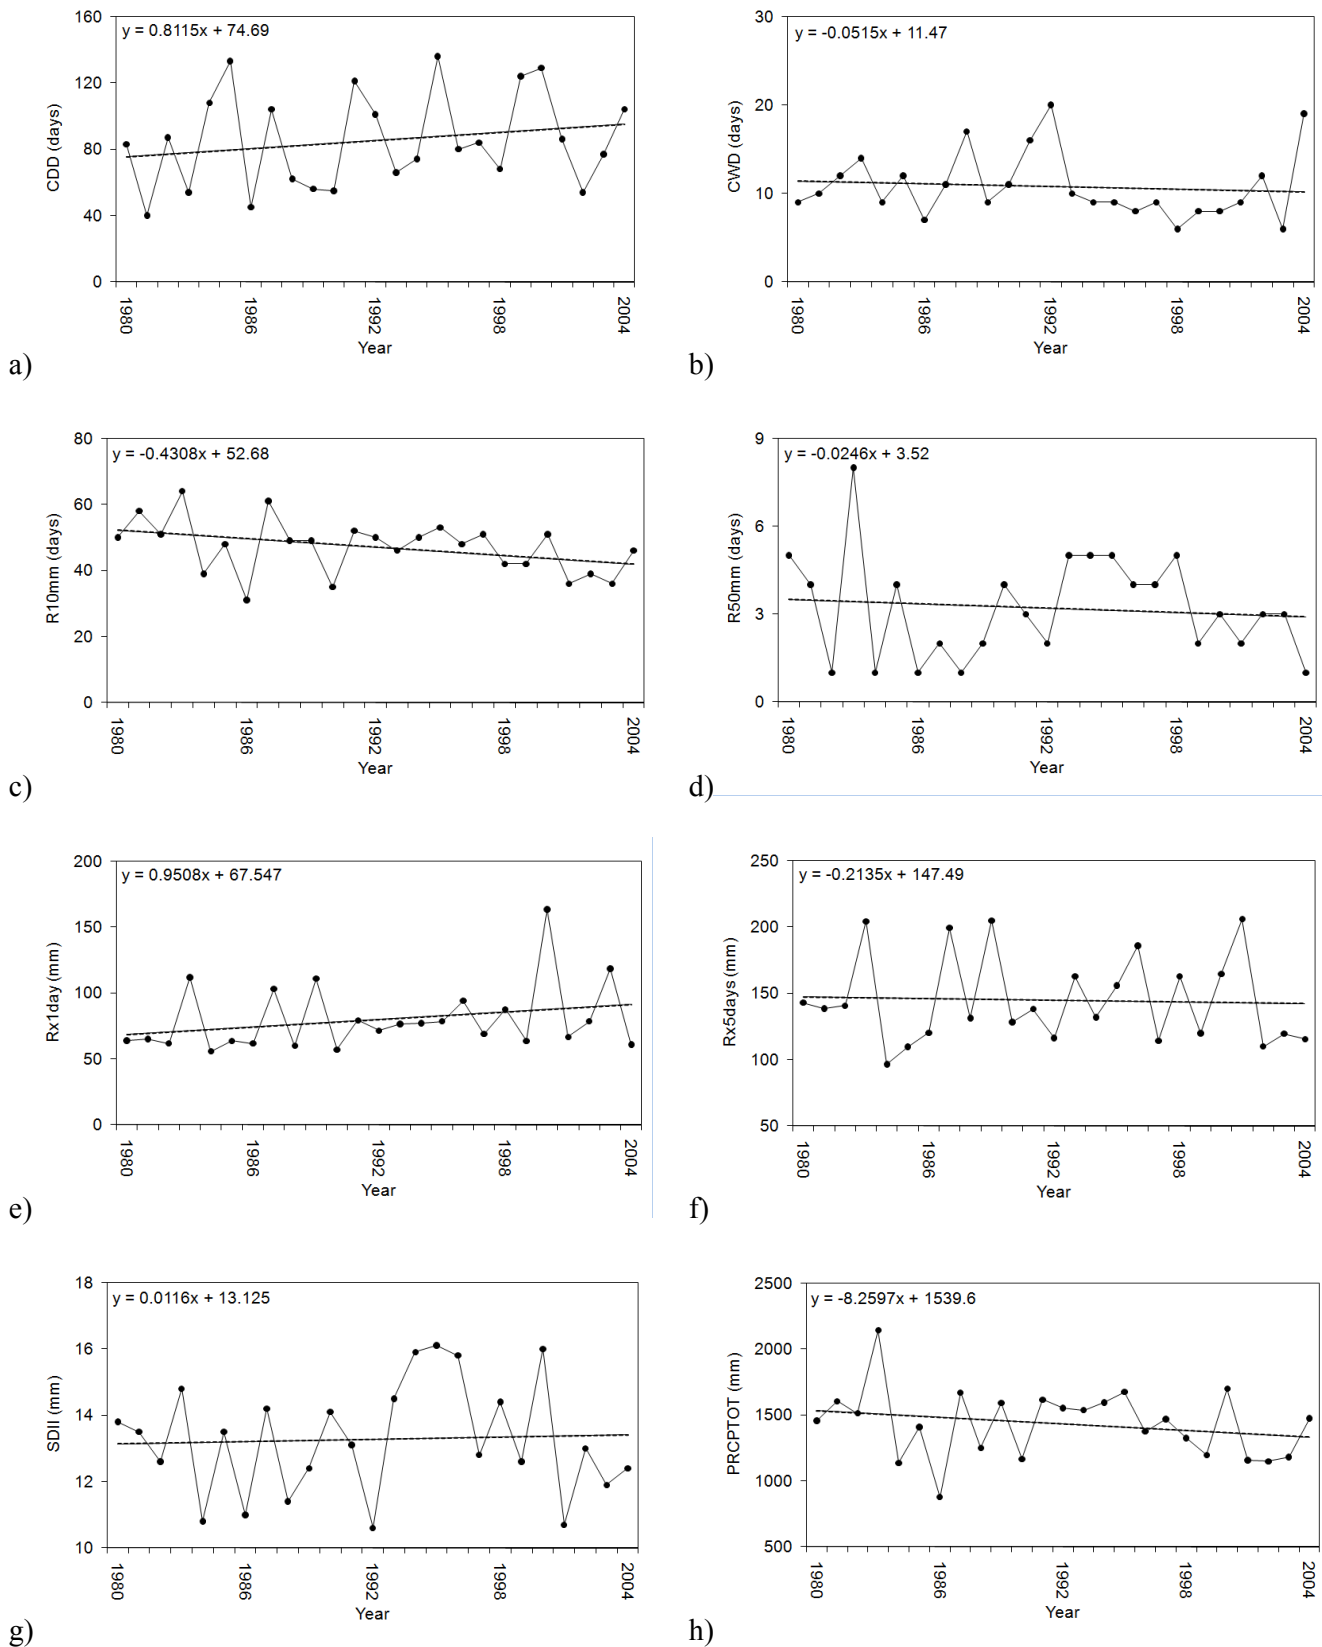 y = 0.8115x + 74.69
160
120
80
40
0
CDD (days)
1980
1986
1992
1998
2004
Year
a)
y = -0.0515x + 11.47
30
20
10
0
CWD (days)
1980
1986
1992
1998
2004
Year
b)
y = -0.4308x + 52.68
80
60
40
20
0
R10mm (days)
1980
1986
1992
1998
2004
Year
c)
y = -0.0246x + 3.52
9
6
3
0
R50mm (days)
1980
1986
1992
1998
2004
Year
d)
y = 0.9508x + 67.547
200
150
100
50
0
Rx1day (mm)
1980
1986
1992
1998
2004
Year
e)
y = -0.2135x + 147.49
250
200
150
100
50
Rx5days (mm)
1980
1986
1992
1998
2004
Year
f)
y = 0.0116x + 13.125
18
16
14
12
10
SDII (mm)
1980
1986
1992
1998
2004
Year
g)
y = -8.2597x + 1539.6
2500
2000
1500
1000
500
PRCPTOT (mm)
1980
1986
1992
1998
2004
Year
h)